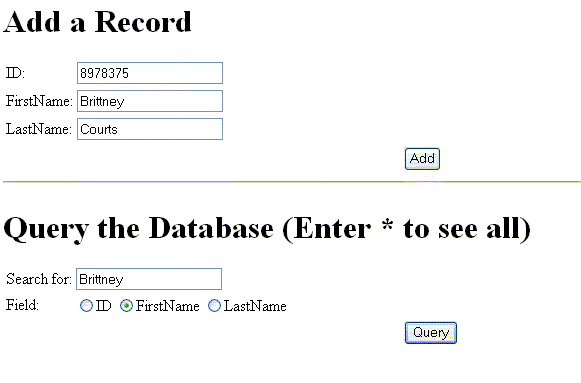 Add a Record
ID: 8978375
FirstName: Brittney
LastName: Courts
Add
Query the Database (Enter * to see all)
Search for: Brittney
Field: ID FirstName LastName
Query